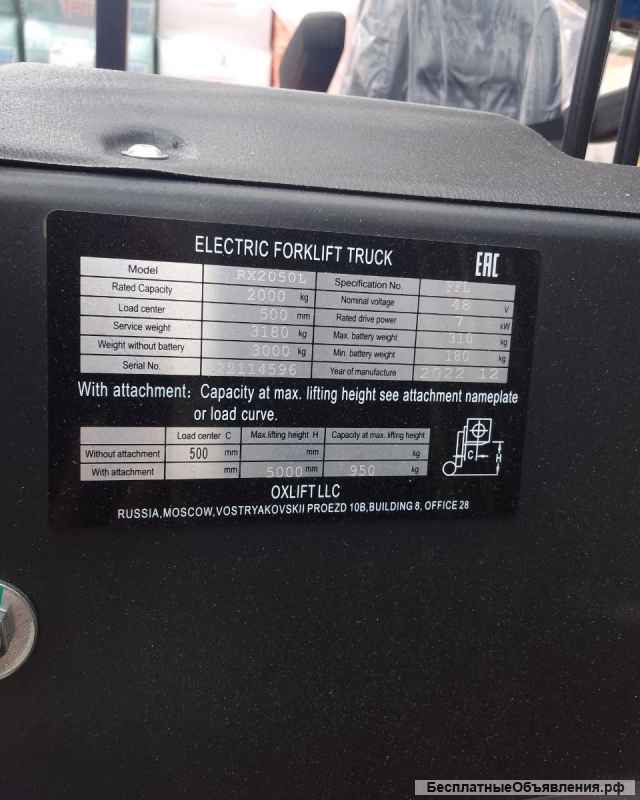 ELECTRIC FORKLIFT TRUCK
EAC
Model RX2050L Specification No.
Rated Capacity 2000 kg Nominal voltage 48 V
Load center 500 mm Rated drive power 7 kW
Service weight 3180 kg Max. battery weight 310 kg
Weight without battery 3000 kg Min. battery weight 180 kg
Serial No. Year of manufacture 2022 12
With attachment: Capacity at max. lifting height see attachment nameplate
or load curve.
Load center C Max.lifting height H Capacity at max. lifting height
Without attachment 500 mm mm kg
With attachment mm 5000mm 950 kg
C H
OXLIFT LLC
RUSSIA,MOSCOW,VOSTRYAKOVSKII PROEZD 10B,BUILDING 8, OFFICE 28
БесплатныеОбъявления.рф